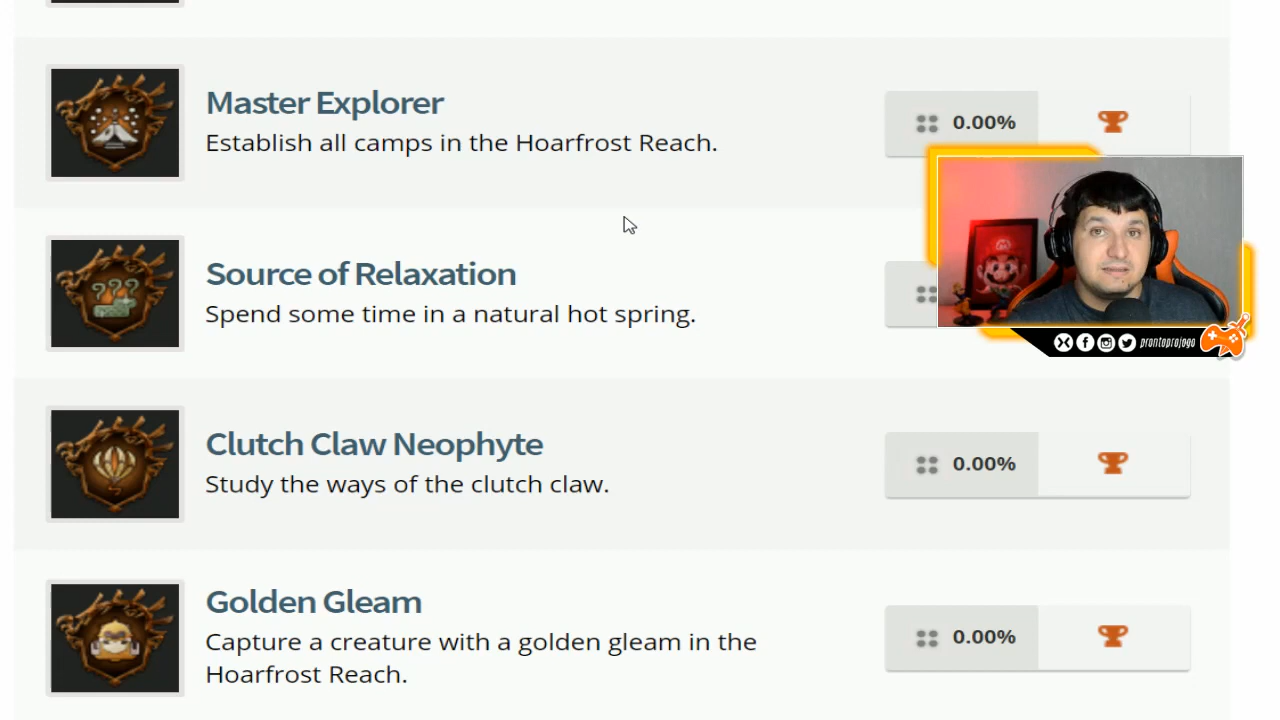 Master Explorer
Establish all camps in the Hoarfrost Reach.
0.00%
Source of Relaxation
Spend some time in a natural hot spring.
prontoprojogo
Clutch Claw Neophyte
Study the ways of the clutch claw.
0.00%
Golden Gleam
Capture a creature with a golden gleam in the
Hoarfrost Reach.
0.00%